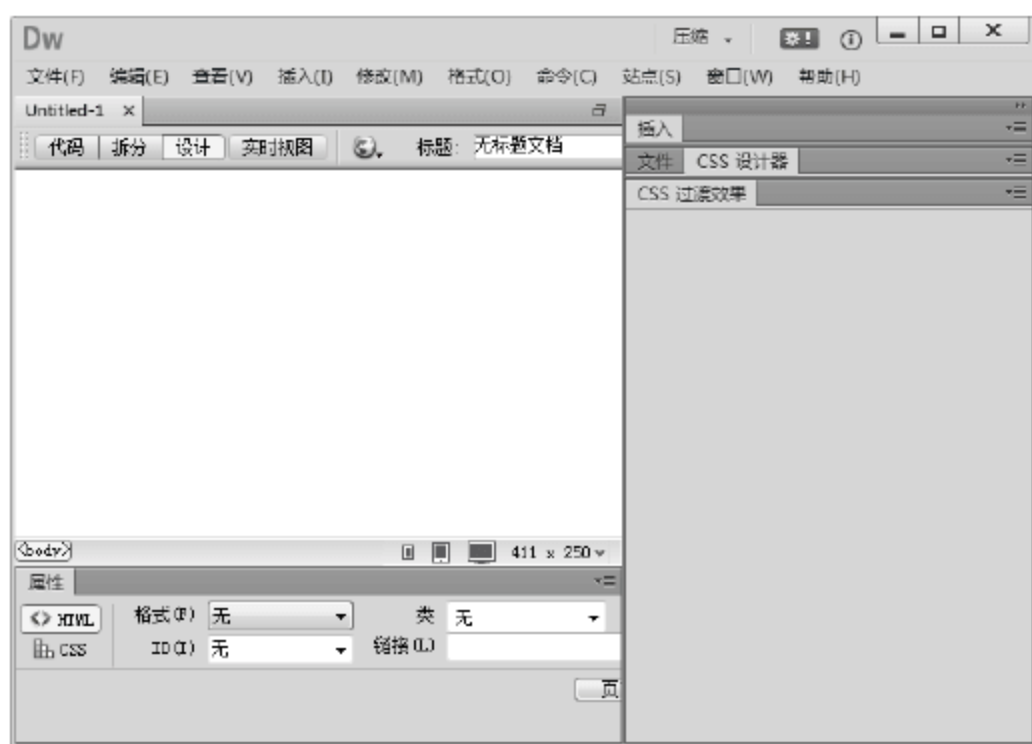 Dw 压缩
文件(F) 编辑(E) 查看(V) 插入(I) 修改(M) 格式(O) 命令(C) 站点(S) 窗口(W) 帮助(H)
Untitled-1
代码 拆分 设计 实时视图 标题: 无标题文档
插入
文件 CSS 设计器
CSS 过渡效果
<body> 411 x 250
属性
<> HTML 格式(F) 无 类 无
CSS ID(I) 无 链接(L)
页